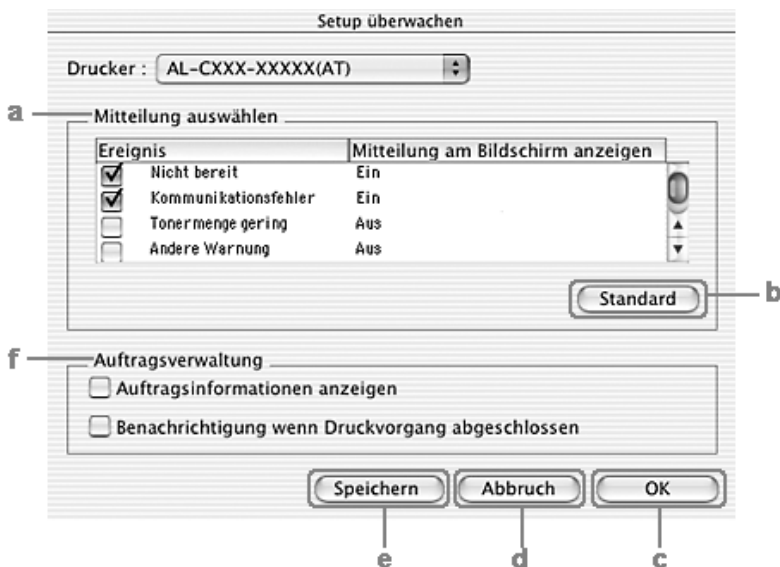 Setup überwachen
Drucker : AL-CXXX-XXXXX(AT)
a
Mitteilung auswählen
Ereignis Mitteilung am Bildschirm anzeigen
Nicht bereit Ein
Kommunikationsfehler Ein
Tonermenge gering Aus
Andere Warnung Aus
Standard b
f
Auftragsverwaltung
Auftragsinformationen anzeigen
Benachrichtigung wenn Druckvorgang abgeschlossen
Speichern Abbruch OK
e d c